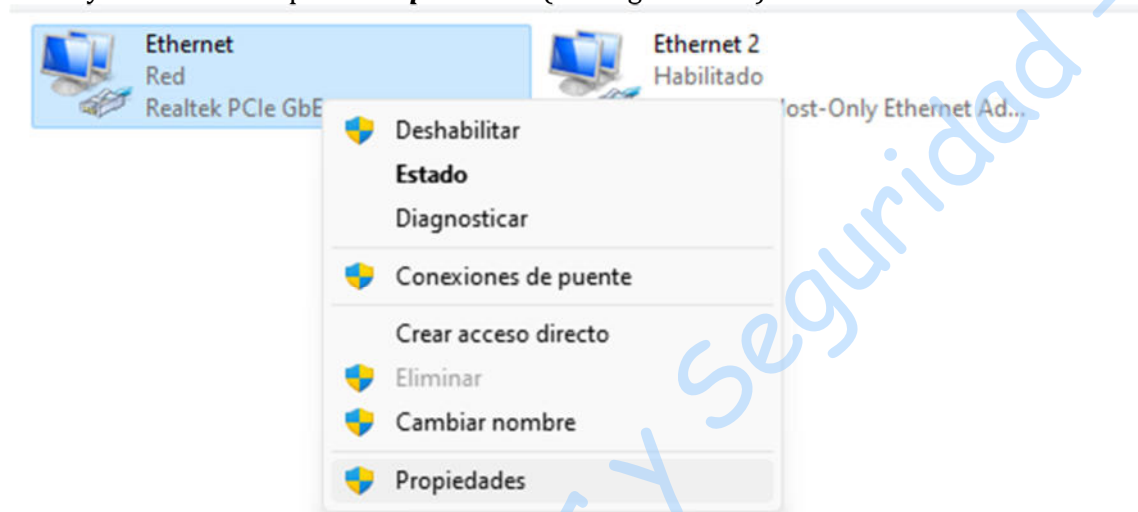 Ethernet
Red
Realtek PCIe GbE
Ethernet 2
Habilitado
ost-Only Ethernet Ad...
Deshabilitar
Estado
Diagnosticar
Conexiones de puente
Crear acceso directo
Eliminar
Cambiar nombre
Propiedades
y Seguridad